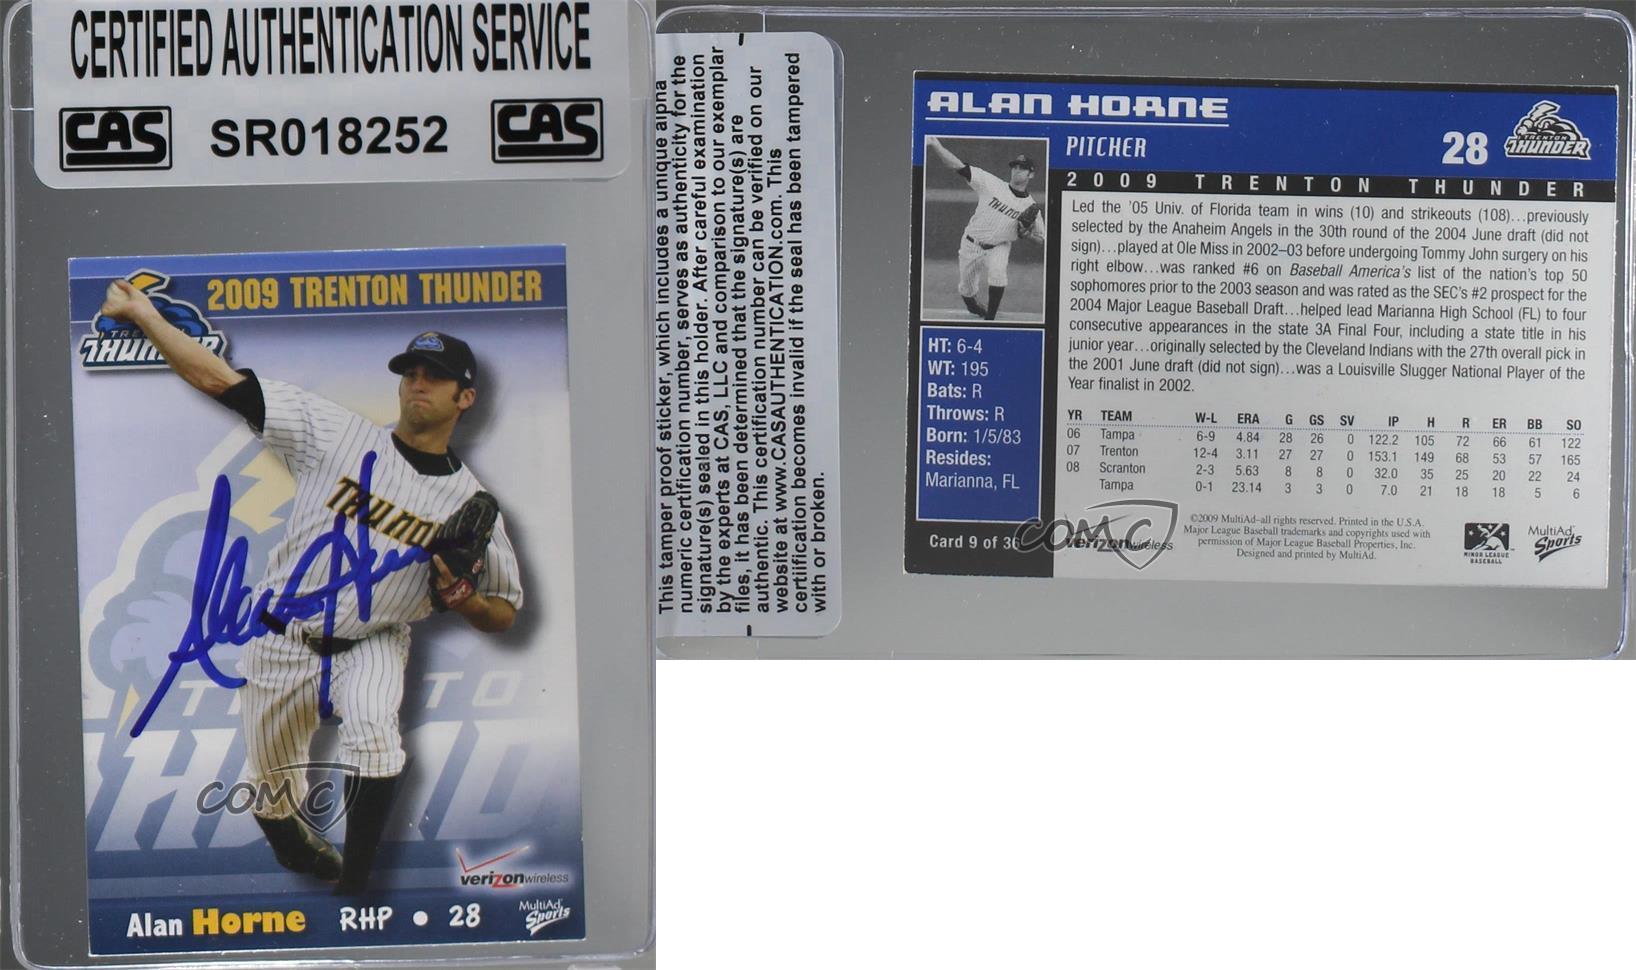 CERTIFIED AUTHENTICATION SERVICE
CAS SR018252 CAS
2009 TRENTON THUNDER
TRENTON
THUNDER
THUNDER
Alan Horne
COMC
verizonwireless
Alan Horne RHP • 28
MultiAd
Sports
This tamper proof sticker, which includes a unique alpha
numeric certification number, serves as authenticity for the
signature(s) sealed in this holder. After careful examination
by the experts at CAS, LLC and comparison to our exemplar
files, it has been determined that the signature(s) are
authentic. This certification number can be verified on our
website at www.CASAUTHENTICATION.com. This
certiification becomes invalid if the seal has been tampered
with or broken.
ALAN HORNE
PITCHER
28
TRENTON
THUNDER
2009 TRENTON THUNDER
Led the '05 Univ. of Florida team in wins (10) and strikeouts (108)...previously
selected by the Anaheim Angels in the 30th round of the 2004 June draft (did not
sign)...played at Ole Miss in 2002–03 before undergoing Tommy John surgery on his
right elbow...was ranked #6 on Baseball America's list of the nation's top 50
sophomores prior to the 2003 season and was rated as the SEC's #2 prospect for the
2004 Major League Baseball Draft...helped lead Marianna High School (FL) to four
consecutive appearances in the state 3A Final Four, including a state title in his
junior year...originally selected by the Cleveland Indians with the 27th overall pick in
the 2001 June draft (did not sign)...was a Louisville Slugger National Player of the
Year finalist in 2002.
HT: 6-4
WT: 195
Bats: R
Throws: R
Born: 1/5/83
Resides:
Marianna, FL
Card 9 of 36
YR TEAM W-L ERA G GS SV IP H R ER BB SO
06 Tampa 6-9 4.84 28 26 0 122.2 105 72 66 61 122
07 Trenton 12-4 3.11 27 27 0 153.1 149 68 53 57 165
08 Scranton 2-3 5.63 8 8 0 32.0 35 25 20 22 24
Tampa 0-1 23.14 3 3 0 7.0 21 18 18 5 6
COMC
verizonwireless
©2009 MultiAd–all rights reserved. Printed in the U.S.A.
Major League Baseball trademarks and copyrights used with
permission of Major League Baseball Properties, Inc.
Designed and printed by MultiAd.
MINOR LEAGUE
BASEBALL
MultiAd
Sports